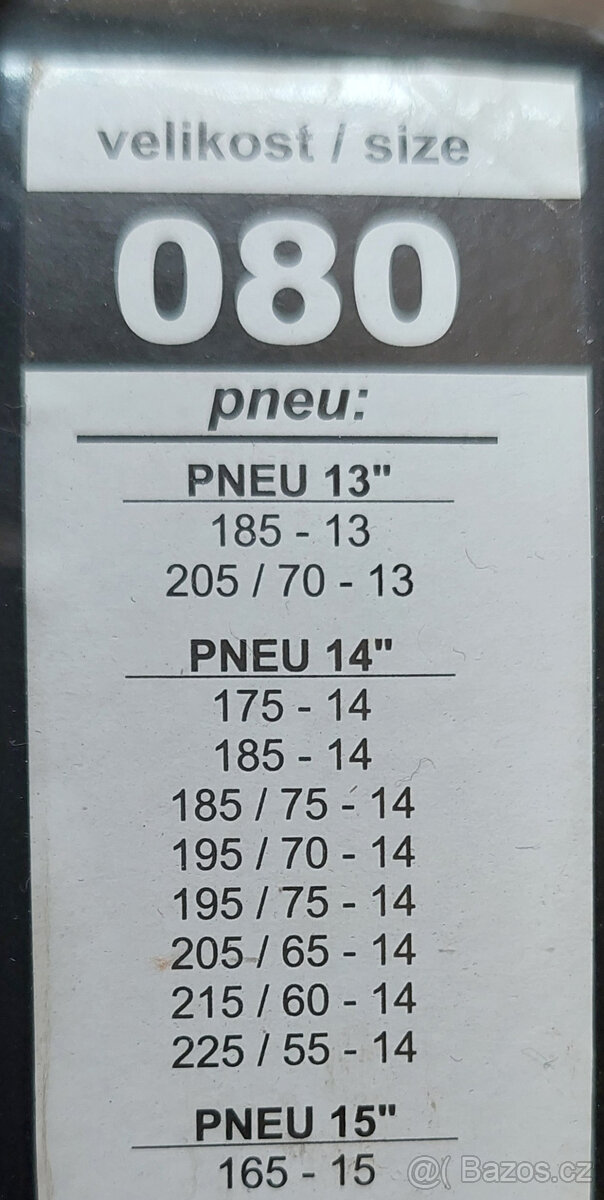 velikost / size
080
pneu:
PNEU 13"
185 - 13
205 / 70 - 13
PNEU 14"
175 - 14
185 - 14
185 / 75 - 14
195 / 70 - 14
195 / 75 - 14
205 / 65 - 14
215 / 60 - 14
225 / 55 - 14
PNEU 15"
165 - 15
@( Bazos.cz